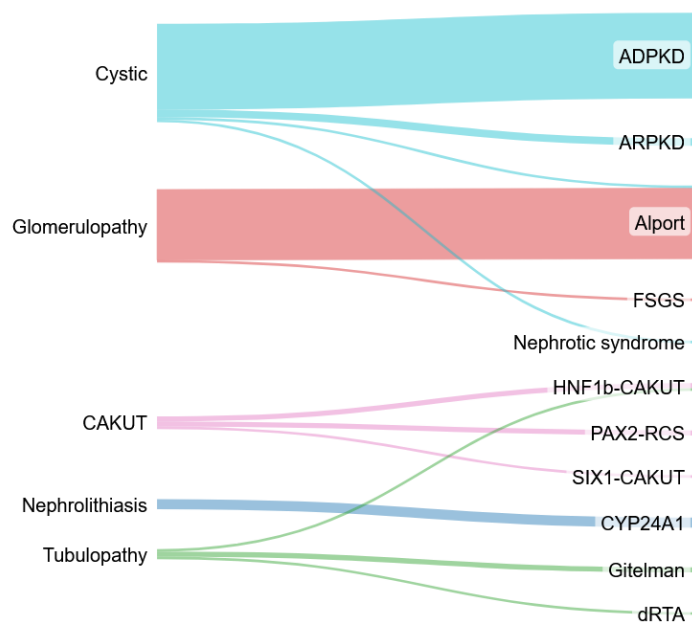 Cystic
Glomerulopathy
CAKUT
Nephrolithiasis
Tubulopathy
ADPKD
ARPKD
Alport
FSGS
Nephrotic syndrome
HNF1b-CAKUT
PAX2-RCS
SIX1-CAKUT
CYP24A1
Gitelman
dRTA